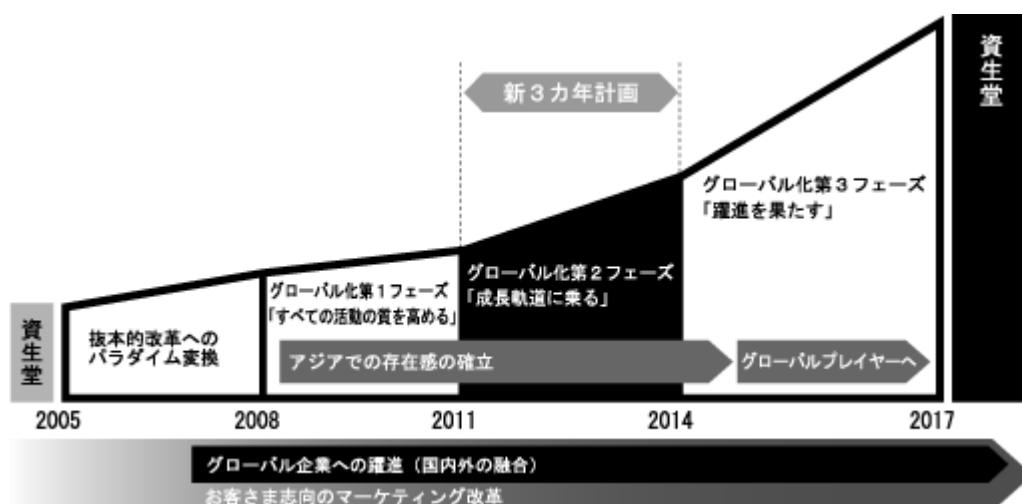 資生堂
新３カ年計画
グローバル化第３フェーズ
「躍進を果たす」
グローバル化第２フェーズ
「成長軌道に乗る」
グローバル化第１フェーズ
「すべての活動の質を高める」
資生堂
抜本的改革への
パラダイム変換
アジアでの存在感の確立
グローバルプレイヤーへ
2005
2008
2011
2014
2017
グローバル企業への躍進（国内外の融合）
お客さま志向のマーケティング改革